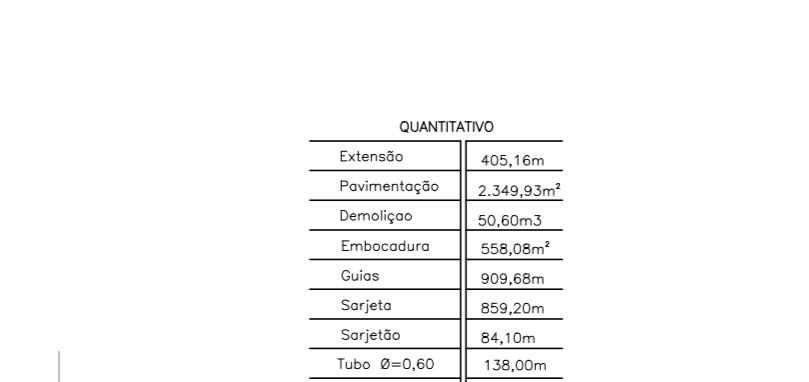 QUANTITATIVO
Extensão 405,16m
Pavimentação 2.349,93m²
Demoliçao 50,60m3
Embocadura 558,08m²
Guias 909,68m
Sarjeta 859,20m
Sarjetão 84,10m
Tubo Ø=0,60 138,00m